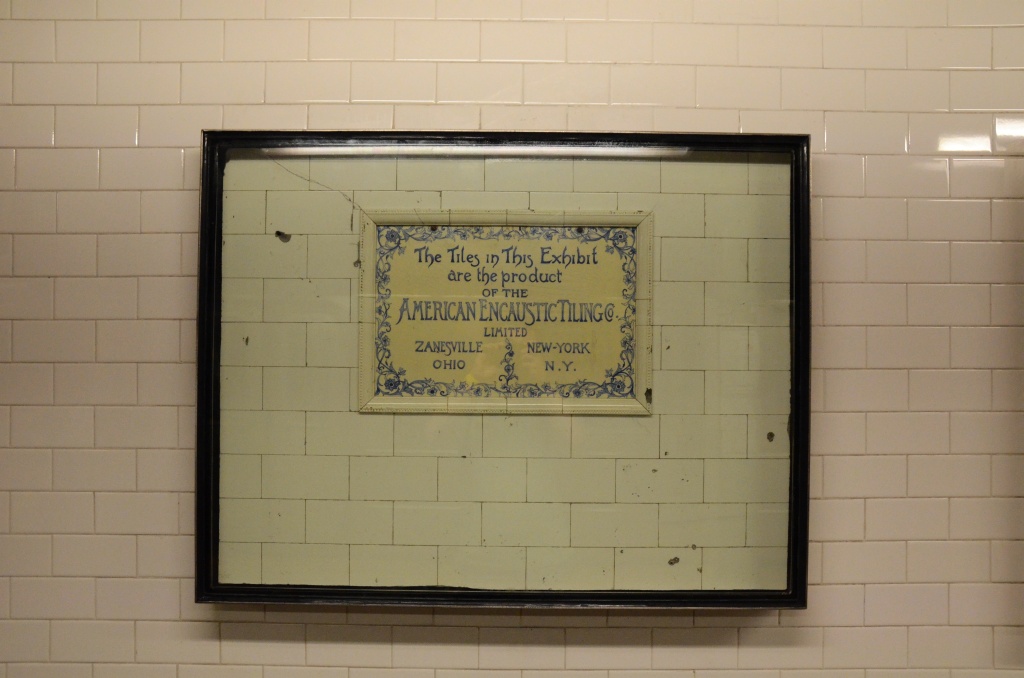 The Tiles in This Exhibit
are the product
OF THE
AMERICAN ENCAUSTIC TILING CO.
LIMITED
ZANESVILLE NEW-YORK
OHIO N.Y.